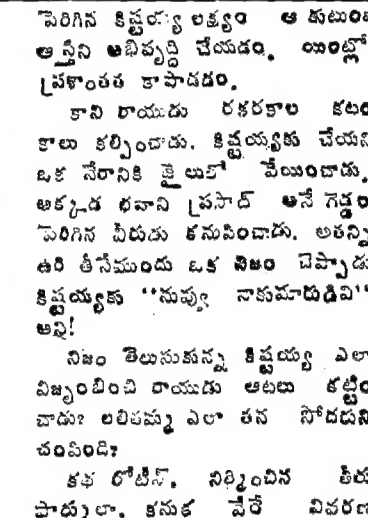 పెరిగిన కిష్టయ్య లక్ష్యం ఆ కుటుంబ
ఆస్తిని అభివృద్ధి చేయడం, యింట్లో
ప్రశాంతత కాపాడడం.
కాని రాయుడు రకరకాల కటం
కాలు కల్పించాడు. కిష్టయ్యకు చేయని
ఒక నేరానికి జైలులో వేయించాడు.
అక్కడ భవాని ప్రసాద్ అనే గెడ్డం
పెరిగిన వీరుడు కనుపించాడు. అతన్ని
ఉరి తీసేముందు ఒక నిజం చెప్పాడు
కిష్టయ్యకు "నువ్వు నాకుమారుడివి"
అని!
నిజం తెలుసుకున్న కిష్టయ్య ఎలా
విజృంభించి రాయుడు ఆటలు కట్టిం
చాడు? లలితమ్మ ఎలా తన సోదరుని
చంపింది?
కథ రోటీన్. నిర్మించిన తీరు
పాడ్యులా. కనుక వేరే వివరణ